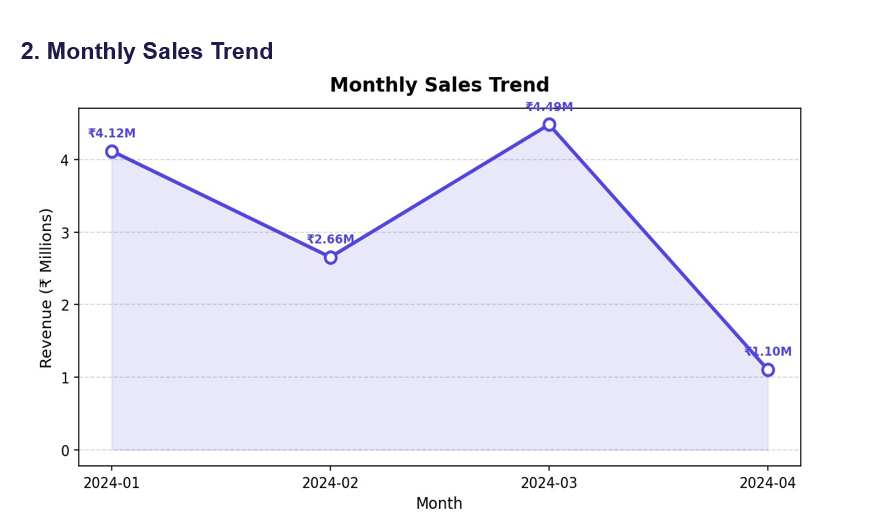 2. Monthly Sales Trend
Monthly Sales Trend
₹4.49M
₹4.12M
₹2.66M
₹1.10M
Revenue (₹ Millions)
4
3
2
1
0
2024-01 2024-02 2024-03 2024-04
Month